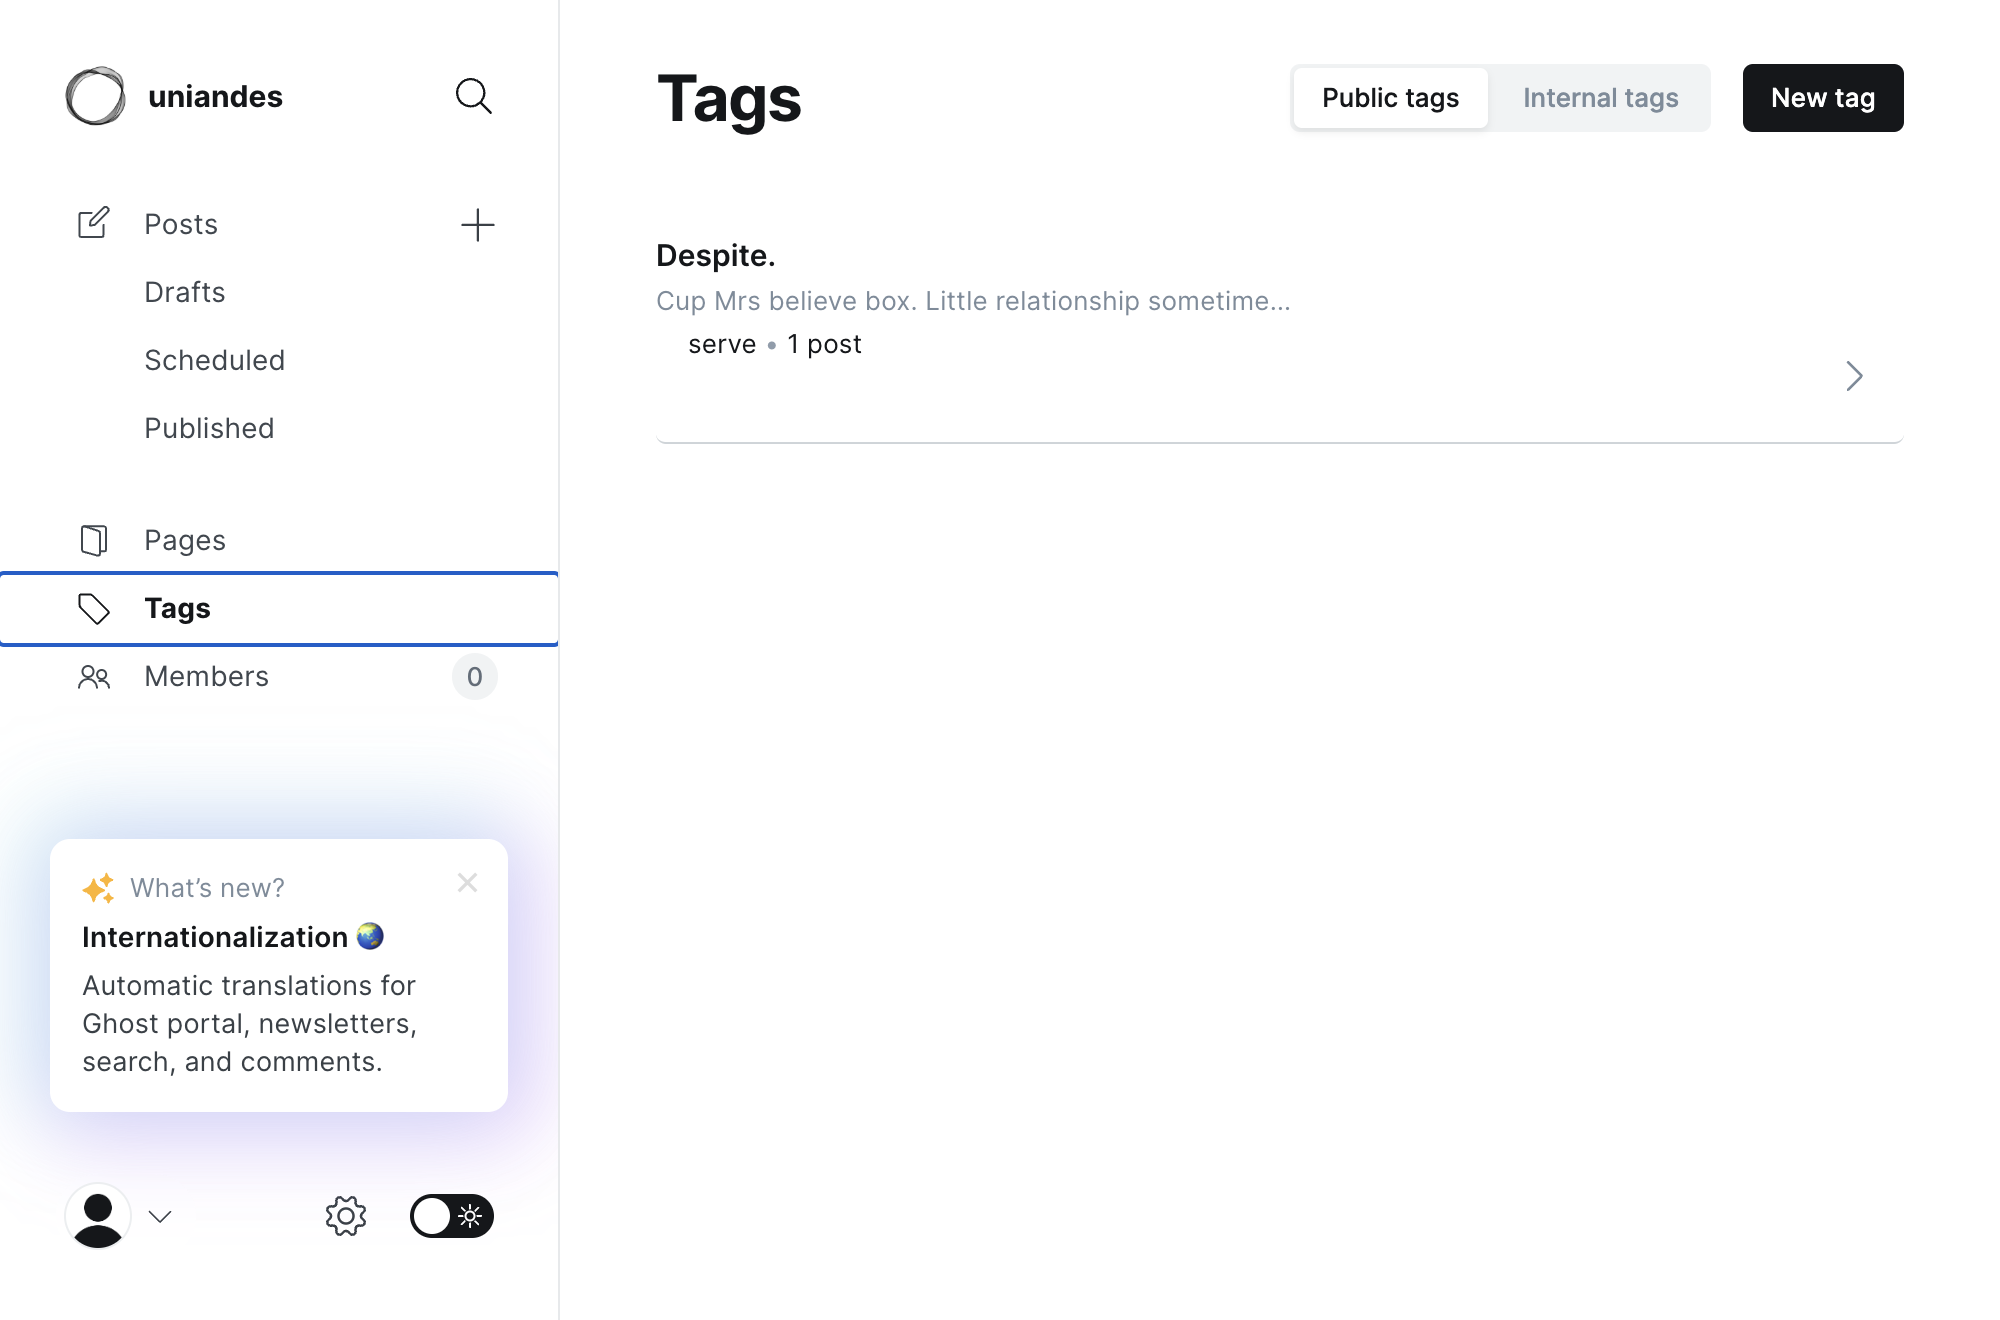 uniandes
Posts
Drafts
Scheduled
Published
Pages
Tags
Members 0
What’s new?
Internationalization
Automatic translations for
Ghost portal, newsletters,
search, and comments.
Tags
Public tags Internal tags New tag
Despite.
Cup Mrs believe box. Little relationship sometime...
serve • 1 post